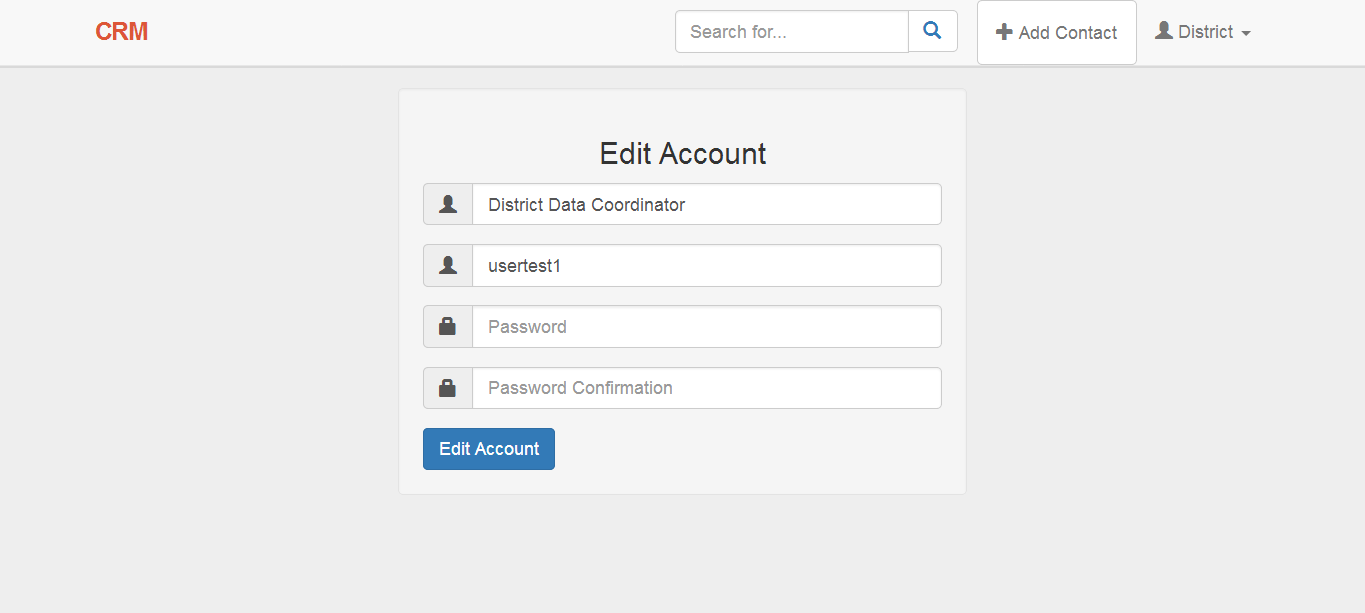 CRM
Search for...
Add Contact
District
Edit Account
District Data Coordinator
usertest1
Password
Password Confirmation
Edit Account